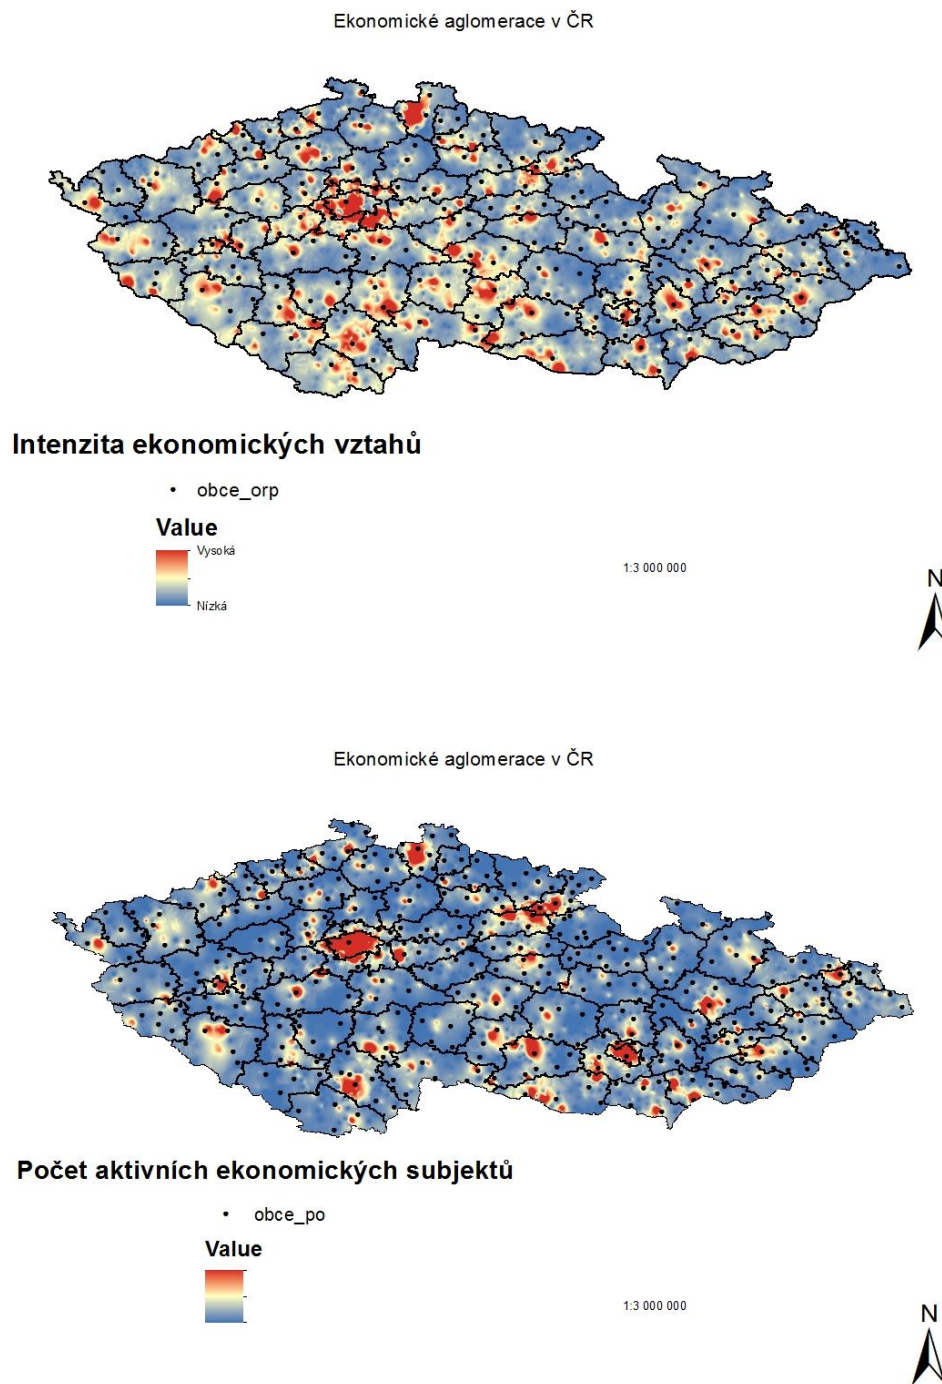 Ekonomické aglomerace v ČR
Intenzita ekonomických vztahů
obce_orp
Value
Vysoká
Nízká
1:3 000 000
N
Ekonomické aglomerace v ČR
Počet aktivních ekonomických subjektů
obce_po
Value
1:3 000 000
N